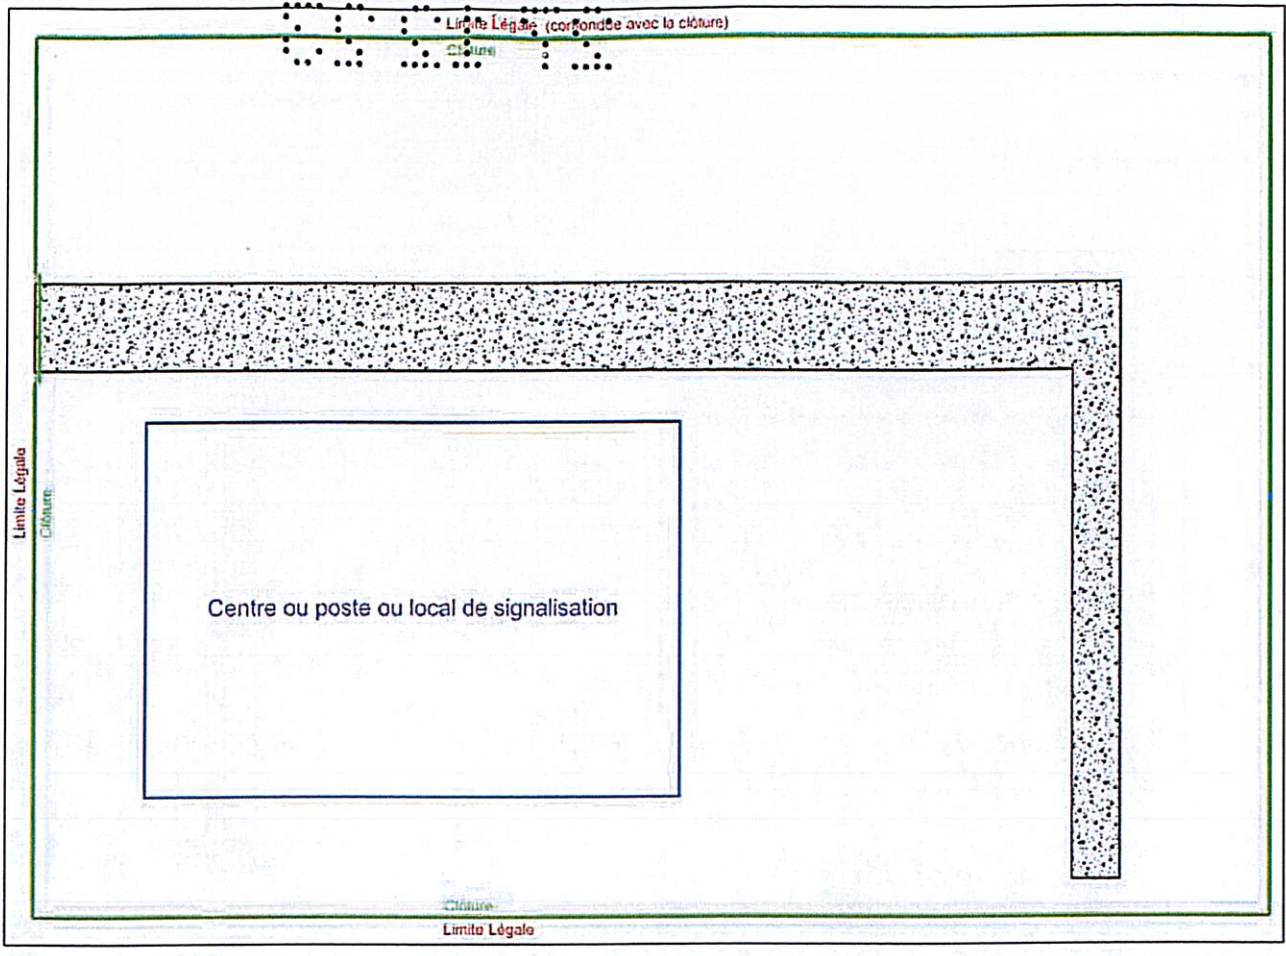 Limite Légale (corfondée avec la clôture)
Clôture
Limite Légale
Clôture
Centre ou poste ou local de signalisation
Clôture
Limite Légale